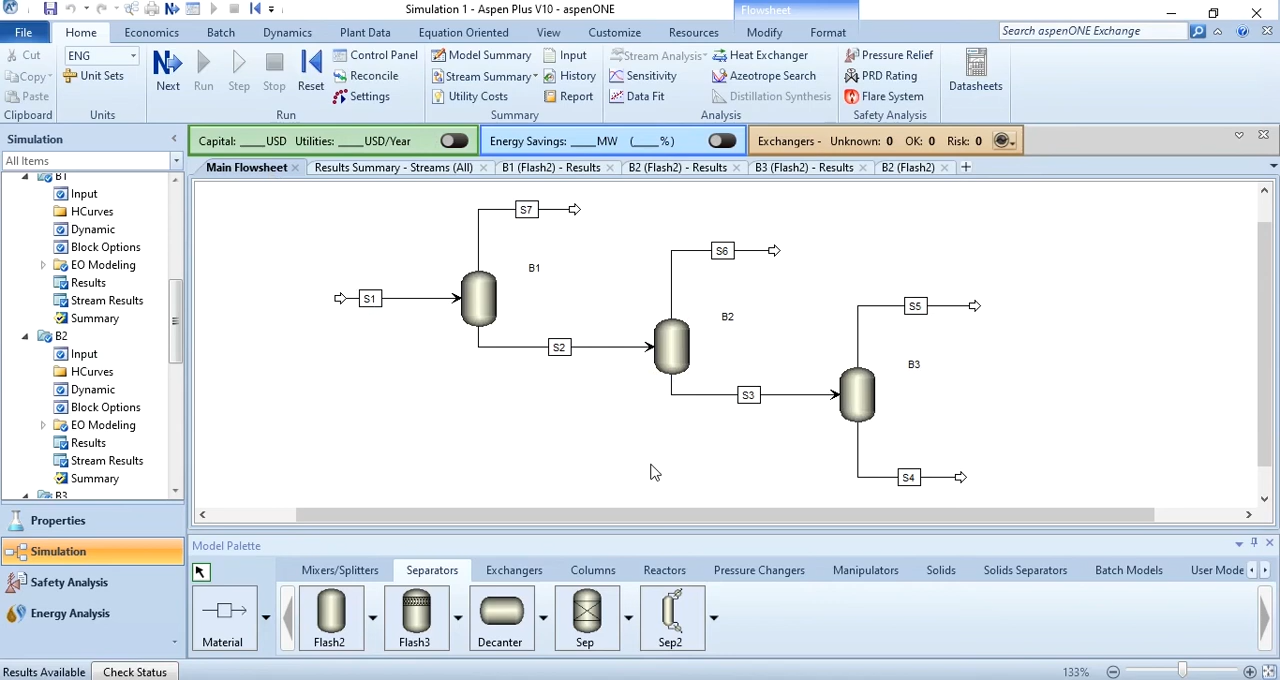 Simulation 1 - Aspen Plus V10 - aspenONE
Flowsheet
File Home Economics Batch Dynamics Plant Data Equation Oriented View Customize Resources Modify Format Search aspenONE Exchange
Cut ENG Control Panel Model Summary Input Stream Analysis Heat Exchanger Pressure Relief
Copy Unit Sets Next Run Step Stop Reset Reconcile Stream Summary History Sensitivity Azeotrope Search PRD Rating Datasheets
Paste Settings Utility Costs Report Data Fit Distillation Synthesis Flare System
Clipboard Units Run Summary Analysis Safety Analysis
Simulation
Capital: ____USD Utilities: ____USD/Year Energy Savings: ____MW (____%) Exchangers - Unknown: 0 OK: 0 Risk: 0
All Items
Main Flowsheet Results Summary - Streams (All) B1 (Flash2) - Results B2 (Flash2) - Results B3 (Flash2) - Results B2 (Flash2)
B1
Input
HCurves
Dynamic
Block Options
EO Modeling
Results
Stream Results
Summary
B2
Input
HCurves
Dynamic
Block Options
EO Modeling
Results
Stream Results
Summary
B3
Properties
Simulation
Safety Analysis
Energy Analysis
S7
S6
B1
S1
S5
B2
S2
B3
S3
S4
Model Palette
Mixers/Splitters Separators Exchangers Columns Reactors Pressure Changers Manipulators Solids Solids Separators Batch Models User Mode
Material Flash2 Flash3 Decanter Sep Sep2
Results Available Check Status 133%